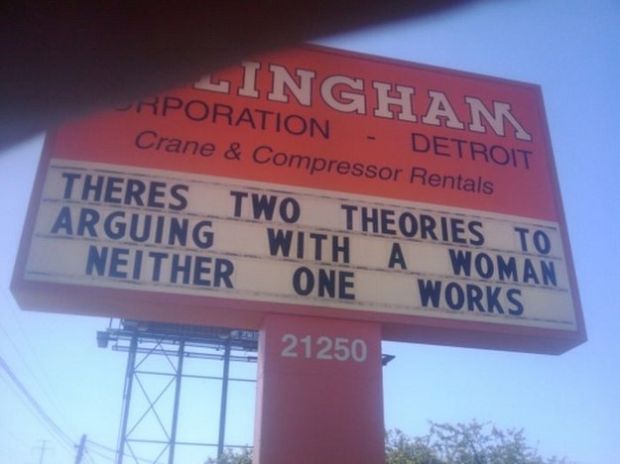 LINGHAM
RPORATION - DETROIT
Crane & Compressor Rentals
THERES TWO THEORIES TO
ARGUING WITH A WOMAN
NEITHER ONE WORKS
21250